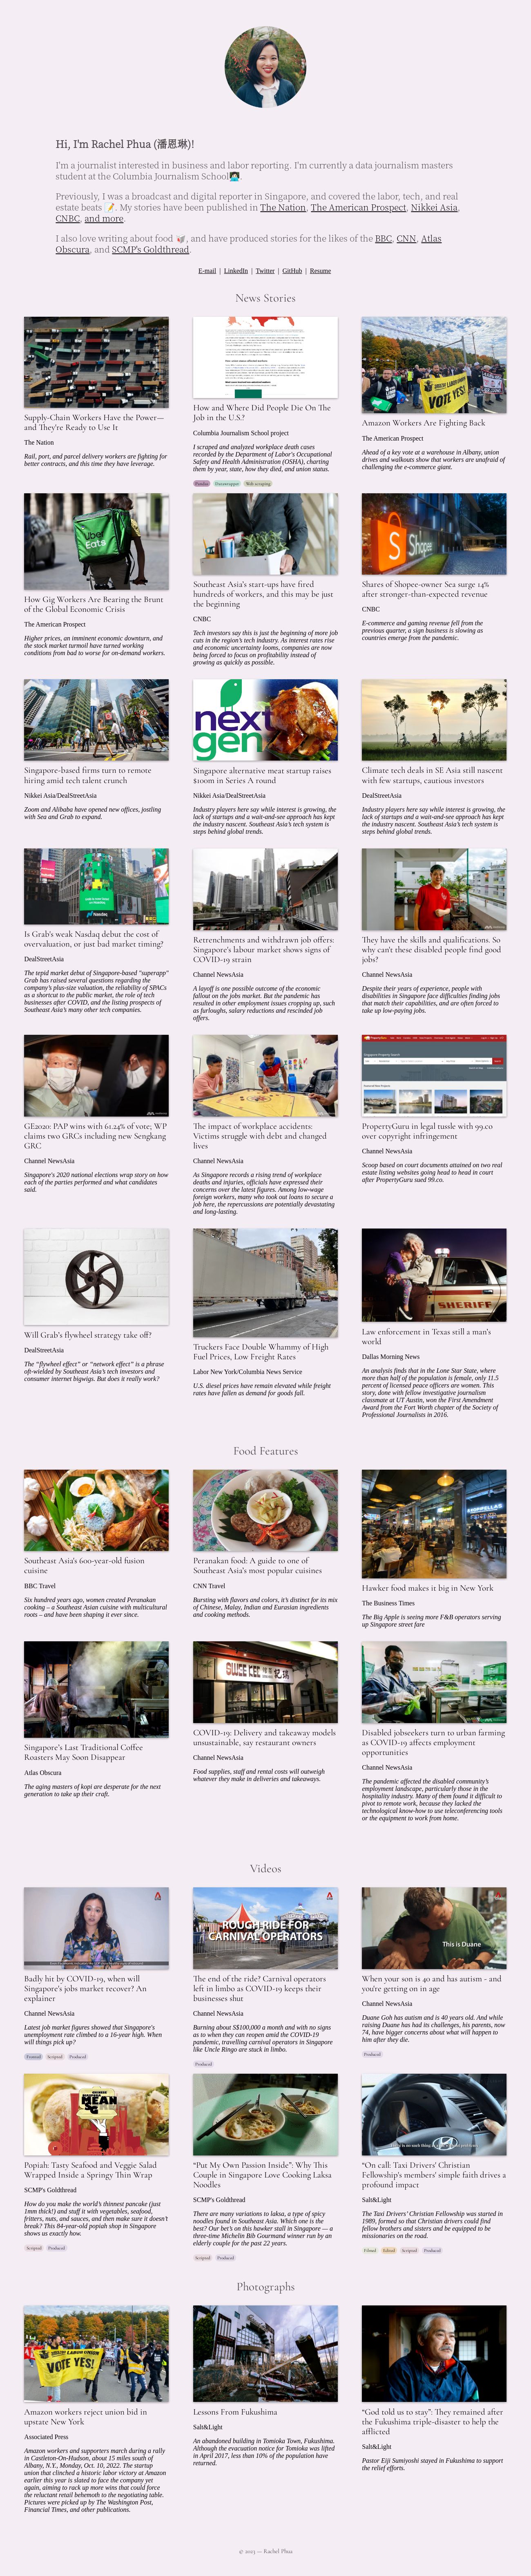 Hi, I'm Rachel Phua (潘恩琳)!
I'm a journalist interested in business and labor reporting. I'm currently a data journalism masters
student at the Columbia Journalism School👩🏻‍💻.
Previously, I was a broadcast and digital reporter in Singapore, and covered the labor, tech, and real
estate beats 📝. My stories have been published in The Nation, The American Prospect, Nikkei Asia,
CNBC, and more.
I also love writing about food 🥡, and have produced stories for the likes of the BBC, CNN, Atlas
Obscura, and SCMP's Goldthread.
E-mail | LinkedIn | Twitter | GitHub | Resume
News Stories
Supply-Chain Workers Have the Power—
and They're Ready to Use It
The Nation
Rail, port, and parcel delivery workers are fighting for
better contracts, and this time they have leverage.
How and Where Did People Die On The
Job in the U.S.?
Columbia Journalism School project
I scraped and analyzed workplace death cases
recorded by the Department of Labor's Occupational
Safety and Health Administration (OSHA), charting
them by year, state, how they died, and union status.
Pandas Datawrapper Web scraping
VOTE YES!
Amazon Workers Are Fighting Back
The American Prospect
Ahead of a key vote at a warehouse in Albany, union
drives and walkouts show that workers are unafraid of
challenging the e-commerce giant.
Uber
Eats
How Gig Workers Are Bearing the Brunt
of the Global Economic Crisis
The American Prospect
Higher prices, an imminent economic downturn, and
the stock market turmoil have turned working
conditions from bad to worse for on-demand workers.
Southeast Asia's start-ups have fired
hundreds of workers, and this may be just
the beginning
CNBC
Tech investors say this is just the beginning of more job
cuts in the region's tech industry. As interest rates rise
and economic uncertainty looms, companies are now
being forced to focus on profitability instead of
growing as quickly as possible.
Shopee
Shares of Shopee-owner Sea surge 14%
after stronger-than-expected revenue
CNBC
E-commerce and gaming revenue fell from the
previous quarter, a sign business is slowing as
countries emerge from the pandemic.
Singapore-based firms turn to remote
hiring amid tech talent crunch
Nikkei Asia/DealStreetAsia
Zoom and Alibaba have opened new offices, jostling
with Sea and Grab to expand.
next
gen
Singapore alternative meat startup raises
$100m in Series A round
Nikkei Asia/DealStreetAsia
Industry players here say while interest is growing, the
lack of startups and a wait-and-see approach has kept
the industry nascent. Southeast Asia's tech system is
steps behind global trends.
Climate tech deals in SE Asia still nascent
with few startups, cautious investors
DealStreetAsia
Industry players here say while interest is growing, the
lack of startups and a wait-and-see approach has kept
the industry nascent. Southeast Asia's tech system is
steps behind global trends.
Nasdaq
Is Grab's weak Nasdaq debut the cost of
overvaluation, or just bad market timing?
DealStreetAsia
The tepid market debut of Singapore-based "superapp"
Grab has raised several questions regarding the
company's plus-size valuation, the reliability of SPACs
as a shortcut to the public market, the role of tech
businesses after COVID, and the listing prospects of
Southeast Asia's many other tech companies.
Retrenchments and withdrawn job offers:
Singapore's labour market shows signs of
COVID-19 strain
Channel NewsAsia
A layoff is one possible outcome of the economic
fallout on the jobs market. But the pandemic has
resulted in other employment issues cropping up, such
as furloughs, salary reductions and rescinded job
offers.
They have the skills and qualifications. So
why can't these disabled people find good
jobs?
Channel NewsAsia
Despite their years of experience, people with
disabilities in Singapore face difficulties finding jobs
that match their capabilities, and are often forced to
take up low-paying jobs.
GE2020: PAP wins with 61.24% of vote; WP
claims two GRCs including new Sengkang
GRC
Channel NewsAsia
Singapore's 2020 national elections wrap story on how
each of the parties performed and what candidates
said.
The impact of workplace accidents:
Victims struggle with debt and changed
lives
Channel NewsAsia
As Singapore records a rising trend of workplace
deaths and injuries, officials have expressed their
concerns over the latest figures. Among low-wage
foreign workers, many who took out loans to secure a
job here, the repercussions are potentially devastating
and long-lasting.
PropertyGuru in legal tussle with 99.co
over copyright infringement
Channel NewsAsia
Scoop based on court documents attained on two real
estate listing websites going head to head in court
after PropertyGuru sued 99.co.
Will Grab's flywheel strategy take off?
DealStreetAsia
The “flywheel effect” or “network effect” is a phrase
oft-wielded by Southeast Asia's tech investors and
consumer internet bigwigs. But does it really work?
Truckers Face Double Whammy of High
Fuel Prices, Low Freight Rates
Labor New York/Columbia News Service
U.S. diesel prices have remain elevated while freight
rates have fallen as demand for goods fall.
SHERIFF
Law enforcement in Texas still a man's
world
Dallas Morning News
An analysis finds that in the Lone Star State, where
more than half of the population is female, only 11.5
percent of licensed peace officers are women. This
story, done with fellow investigative journalism
classmate at UT Austin, won the First Amendment
Award from the Fort Worth chapter of the Society of
Professional Journalists in 2016.
Food Features
Southeast Asia's 600-year-old fusion
cuisine
BBC Travel
Six hundred years ago, women created Peranakan
cooking – a Southeast Asian cuisine with multicultural
roots – and have been shaping it ever since.
Peranakan food: A guide to one of
Southeast Asia's most popular cuisines
CNN Travel
Bursting with flavors and colors, it's distinct for its mix
of Chinese, Malay, Indian and Eurasian ingredients
and cooking methods.
Hawker food makes it big in New York
The Business Times
The Big Apple is seeing more F&B operators serving
up Singapore street fare
Singapore's Last Traditional Coffee
Roasters May Soon Disappear
Atlas Obscura
The aging masters of kopi are desperate for the next
generation to take up their craft.
SWEE KEE
COVID-19: Delivery and takeaway models
unsustainable, say restaurant owners
Channel NewsAsia
Food supplies, staff and rental costs will outweigh
whatever they make in deliveries and takeaways.
Disabled jobseekers turn to urban farming
as COVID-19 affects employment
opportunities
Channel NewsAsia
The pandemic affected the disabled community's
employment landscape, particularly those in the
hospitality industry. Many of them found it difficult to
pivot to remote work, because they lacked the
technological know-how to use teleconferencing tools
or the equipment to work from home.
Videos
Badly hit by COVID-19, when will
Singapore's jobs market recover? An
explainer
Channel NewsAsia
Latest job market figures showed that Singapore's
unemployment rate climbed to a 16-year high. When
will things pick up?
Fronted Scripted Produced
ROUGH RIDE FOR
CARNIVAL OPERATORS
The end of the ride? Carnival operators
left in limbo as COVID-19 keeps their
businesses shut
Channel NewsAsia
Burning about S$100,000 a month and with no signs
as to when they can reopen amid the COVID-19
pandemic, travelling carnival operators in Singapore
like Uncle Ringo are stuck in limbo.
Produced
This is Duane
When your son is 40 and has autism - and
you're getting on in age
Channel NewsAsia
Duane Goh has autism and is 40 years old. And while
raising Duane has had its challenges, his parents, now
74, have bigger concerns about what will happen to
him after they die.
Produced
MEAN
Popiah: Tasty Seafood and Veggie Salad
Wrapped Inside a Springy Thin Wrap
SCMP's Goldthread
How do you make the world's thinnest pancake (just
1mm thick!) and stuff it with vegetables, seafood,
fritters, nuts, and sauces, and then make sure it doesn't
break? This 84-year-old popiah shop in Singapore
shows us exactly how.
Scripted Produced
“Put My Own Passion Inside”: Why This
Couple in Singapore Love Cooking Laksa
Noodles
SCMP's Goldthread
There are many variations to laksa, a type of spicy
noodles found in Southeast Asia. Which one is the
best? Our bet's on this hawker stall in Singapore — a
three-time Michelin Bib Gourmand winner run by an
elderly couple for the past 22 years.
Scripted Produced
“On call: Taxi Drivers' Christian
Fellowship's members' simple faith drives a
profound impact
Salt&Light
The Taxi Drivers' Christian Fellowship was started in
1989, formed so that Christian drivers could find
fellow brothers and sisters and be equipped to be
missionaries on the road.
Filmed Edited Scripted Produced
Photographs
VOTE YES!
Amazon workers reject union bid in
upstate New York
Associated Press
Amazon workers and supporters march during a rally
in Castleton-On-Hudson, about 15 miles south of
Albany, N.Y., Monday, Oct. 10, 2022. The startup
union that clinched a historic labor victory at Amazon
earlier this year is slated to face the company yet
again, aiming to rack up more wins that could force
the reluctant retail behemoth to the negotiating table.
Pictures were picked up by The Washington Post,
Financial Times, and other publications.
Lessons From Fukushima
Salt&Light
An abandoned building in Tomioka Town, Fukushima.
Although the evacuation notice for Tomioka was lifted
in April 2017, less than 10% of the population have
returned.
“God told us to stay”: They remained after
the Fukushima triple-disaster to help the
afflicted
Salt&Light
Pastor Eiji Sumiyoshi stayed in Fukushima to support
the relief efforts.
© 2023 — Rachel Phua